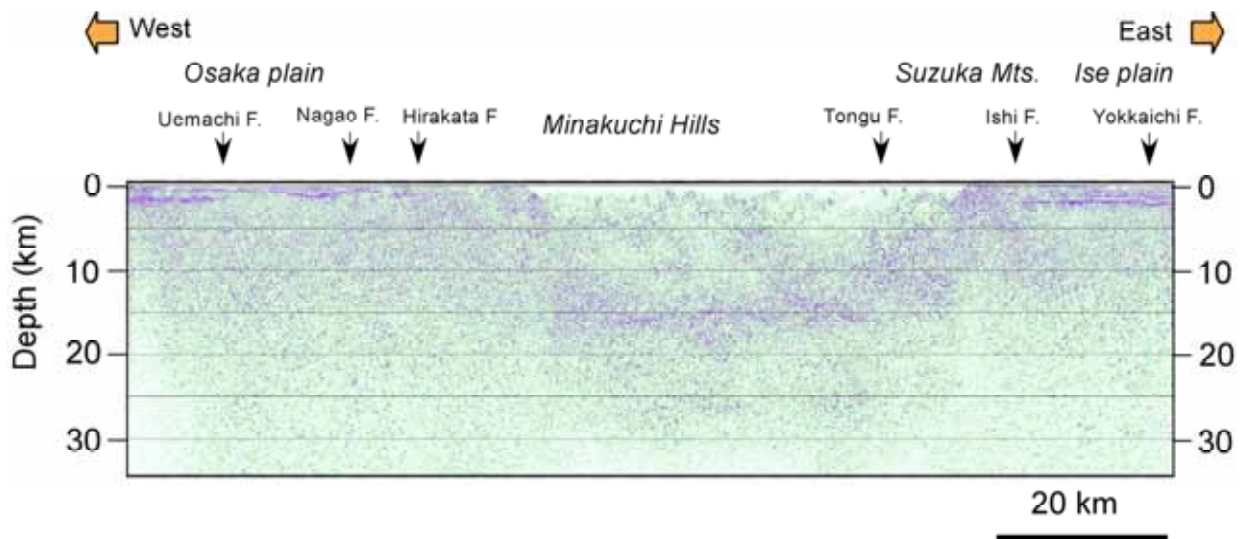 West East
Osaka plain Suzuka Mts. Ise plain
Uemachi F. Nagao F. Hirakata F Minakuchi Hills Tongu F. Ishi F. Yokkaichi F.
0 0
10 10
20 20
30 30
Depth (km)
20 km